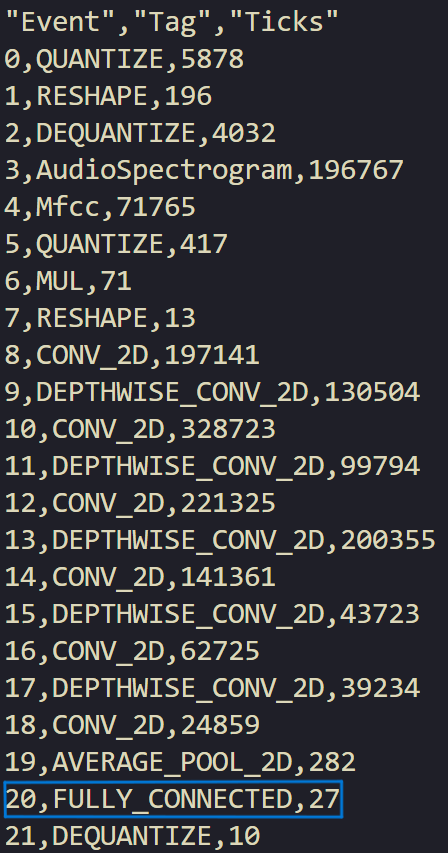 "Event","Tag","Ticks"
0,QUANTIZE,5878
1,RESHAPE,196
2,DEQUANTIZE,4032
3,AudioSpectrogram,196767
4,Mfcc,71765
5,QUANTIZE,417
6,MUL,71
7,RESHAPE,13
8,CONV_2D,197141
9,DEPTHWISE_CONV_2D,130504
10,CONV_2D,328723
11,DEPTHWISE_CONV_2D,99794
12,CONV_2D,221325
13,DEPTHWISE_CONV_2D,200355
14,CONV_2D,141361
15,DEPTHWISE_CONV_2D,43723
16,CONV_2D,62725
17,DEPTHWISE_CONV_2D,39234
18,CONV_2D,24859
19,AVERAGE_POOL_2D,282
20,FULLY_CONNECTED,27
21,DEQUANTIZE,10